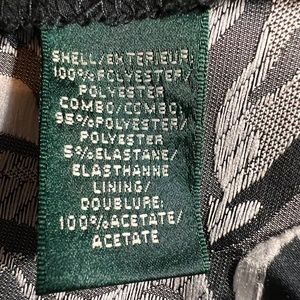 SHELL/EXTERIEUR:
100%POLYESTER/
POLYESTER
COMBO/COMBO:
95%POLYESTER/
POLYESTER
5%ELASTANE/
ELASTHANNE
LINING/
DOUBLURE:
100%ACETATE/
ACETATE